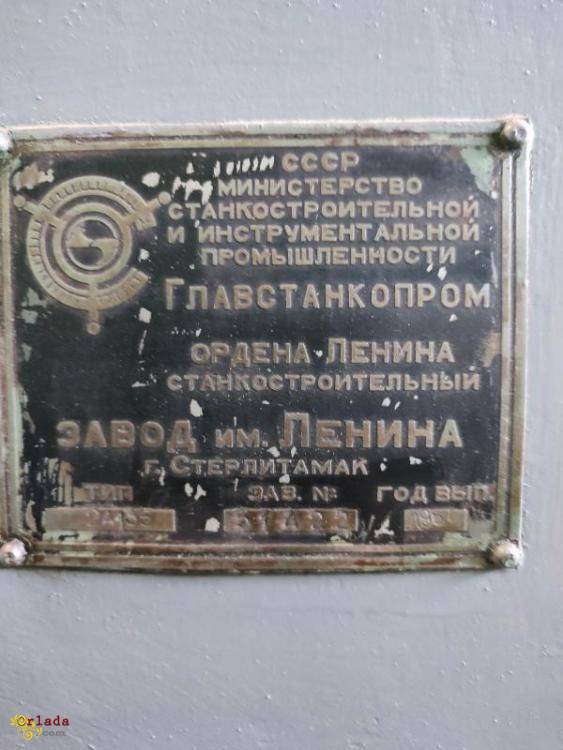 СССР
МИНИСТЕРСТВО
СТАНКОСТРОИТЕЛЬНОЙ
И ИНСТРУМЕНТАЛЬНОЙ
ПРОМЫШЛЕННОСТИ
ГЛАВСТАНКОПРОМ
ОРДЕНА ЛЕНИНА
СТАНКОСТРОИТЕЛЬНЫЙ
ЗАВОД ИМ. ЛЕНИНА
Г. СТЕРЛИТАМАК
ТИП ЗАВ. № ГОД ВЫП.
Orlada
.com